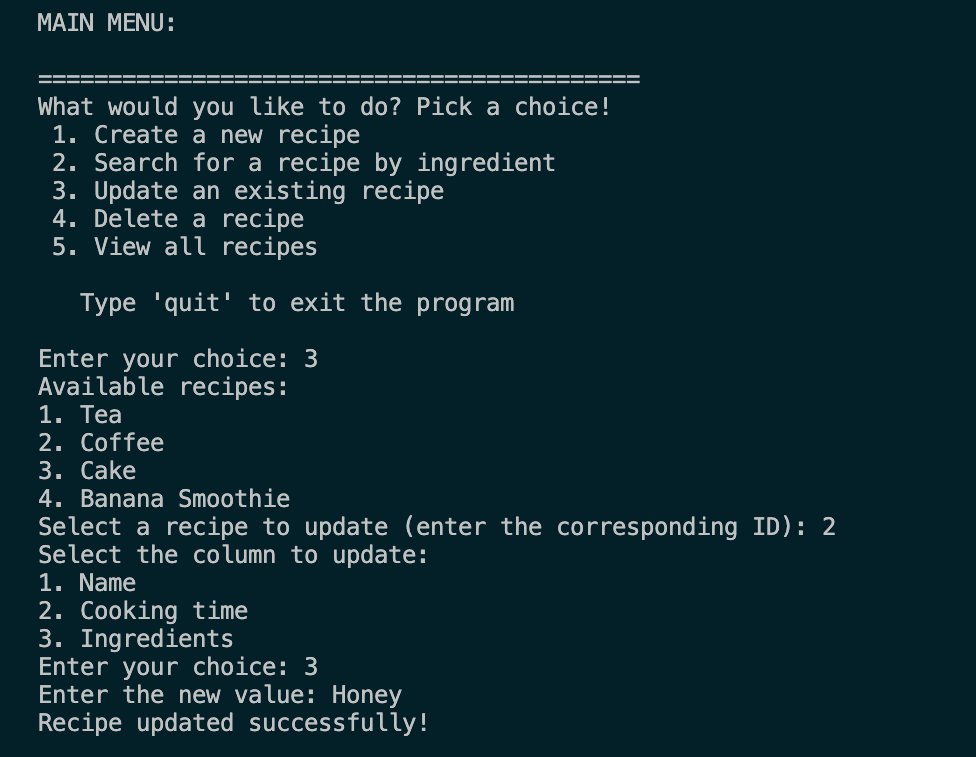 MAIN MENU:
===========================================
What would you like to do? Pick a choice!
1. Create a new recipe
2. Search for a recipe by ingredient
3. Update an existing recipe
4. Delete a recipe
5. View all recipes
Type 'quit' to exit the program
Enter your choice: 3
Available recipes:
1. Tea
2. Coffee
3. Cake
4. Banana Smoothie
Select a recipe to update (enter the corresponding ID): 2
Select the column to update:
1. Name
2. Cooking time
3. Ingredients
Enter your choice: 3
Enter the new value: Honey
Recipe updated successfully!